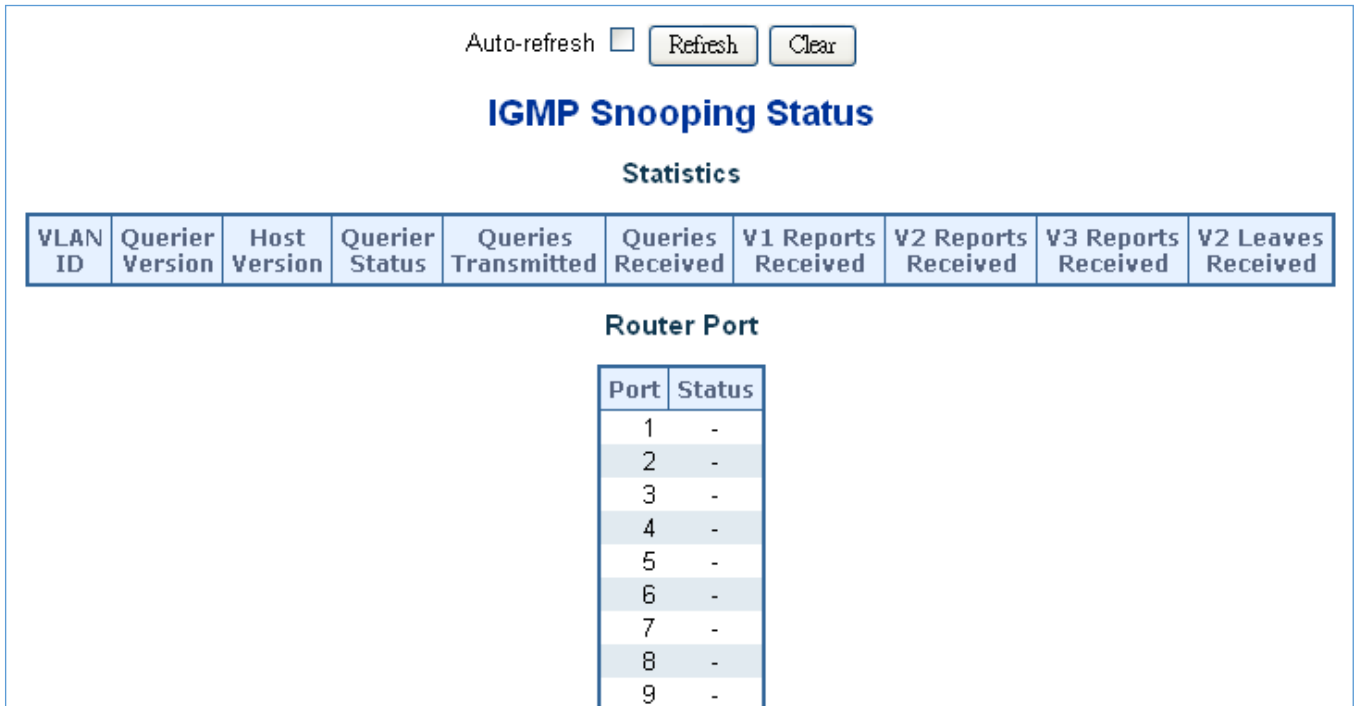 Auto-refresh Refresh Clear
IGMP Snooping Status
Statistics
VLAN ID Querier Version Host Version Querier Status Queries Transmitted Queries Received V1 Reports Received V2 Reports Received V3 Reports Received V2 Leaves Received
Router Port
Port Status
1 -
2 -
3 -
4 -
5 -
6 -
7 -
8 -
9 -